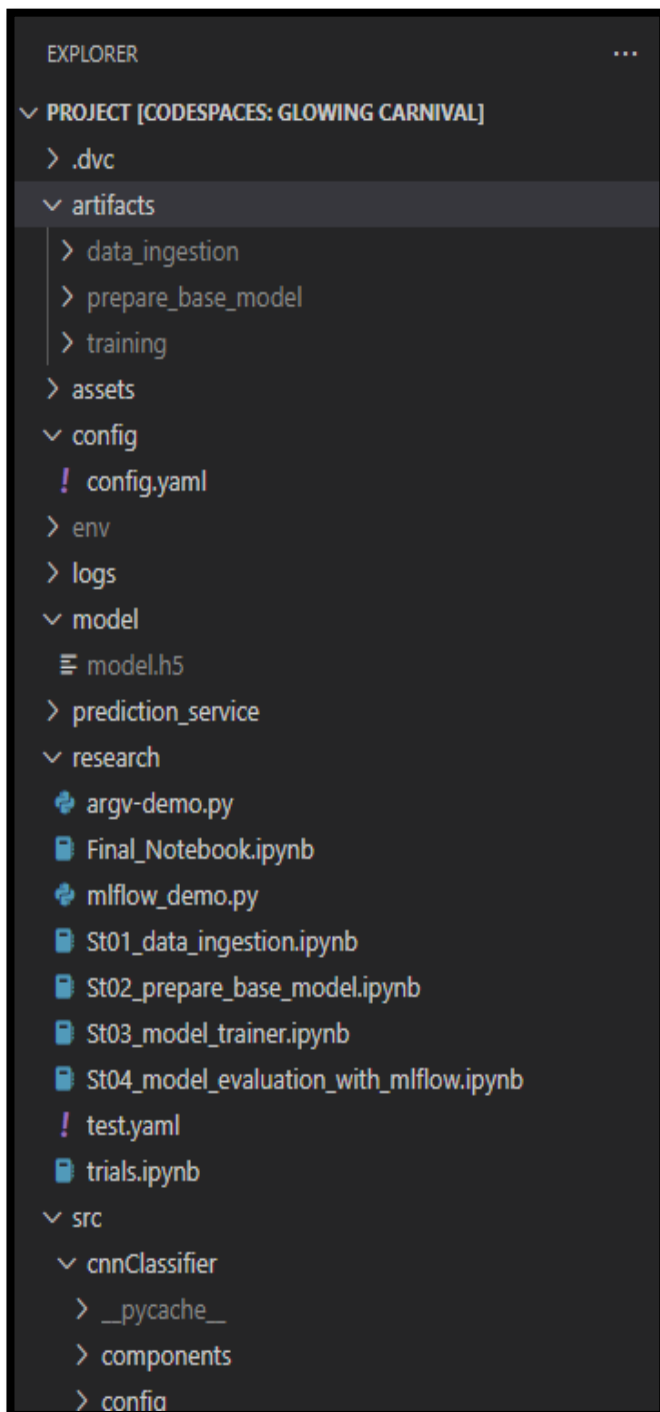 EXPLORER ...
PROJECT [CODESPACES: GLOWING CARNIVAL]
.dvc
artifacts
data_ingestion
prepare_base_model
training
assets
config
config.yaml
env
logs
model
model.h5
prediction_service
research
argv-demo.py
Final_Notebook.ipynb
mlflow_demo.py
St01_data_ingestion.ipynb
St02_prepare_base_model.ipynb
St03_model_trainer.ipynb
St04_model_evaluation_with_mlflow.ipynb
test.yaml
trials.ipynb
src
cnnClassifier
__pycache__
components
config